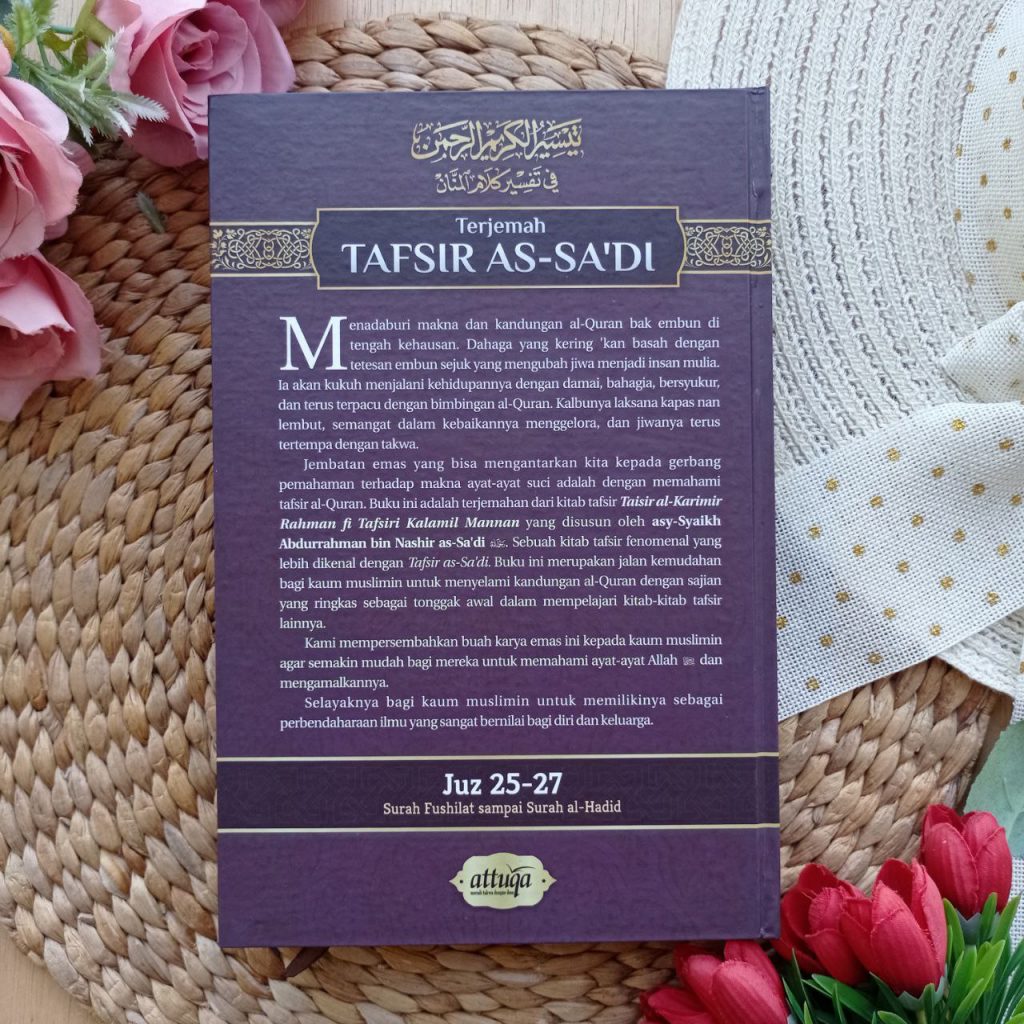 تيسير الكريم الرحمن
في تفسير كلام المنان
Terjemah
TAFSIR AS-SA'DI
Menadaburi makna dan kandungan al-Quran bak embun di
tengah kehausan. Dahaga yang kering 'kan basah dengan
tetesan embun sejuk yang mengubah jiwa menjadi insan mulia.
Ia akan kukuh menjalani kehidupannya dengan damai, bahagia, bersyukur,
dan terus terpacu dengan bimbingan al-Quran. Kalbunya laksana kapas nan
lembut, semangat dalam kebaikannya menggelora, dan jiwanya terus
tertempa dengan takwa.
Jembatan emas yang bisa mengantarkan kita kepada gerbang
pemahaman terhadap makna ayat-ayat suci adalah dengan memahami
tafsir al-Quran. Buku ini adalah terjemahan dari kitab tafsir Taisir al-Karimir
Rahman fi Tafsiri Kalamil Mannan yang disusun oleh asy-Syaikh
Abdurrahman bin Nashir as-Sa'di . Sebuah kitab tafsir fenomenal yang
lebih dikenal dengan Tafsir as-Sa'di. Buku ini merupakan jalan kemudahan
bagi kaum muslimin untuk menyelami kandungan al-Quran dengan sajian
yang ringkas sebagai tonggak awal dalam mempelajari kitab-kitab tafsir
lainnya.
Kami mempersembahkan buah karya emas ini kepada kaum muslimin
agar semakin mudah bagi mereka untuk memahami ayat-ayat Allah dan
mengamalkannya.
Selayaknya bagi kaum muslimin untuk memilikinya sebagai
perbendaharaan ilmu yang sangat bernilai bagi diri dan keluarga.
Juz 25-27
Surah Fushilat sampai Surah al-Hadid
attuqa